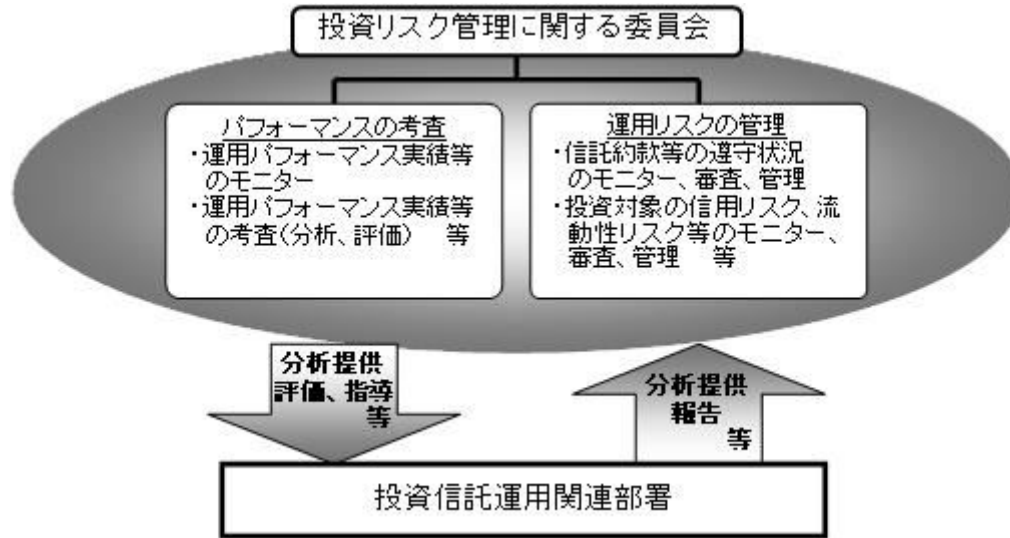 投資リスク管理に関する委員会
パフォーマンスの考査
・運用パフォーマンス実績等
のモニター
・運用パフォーマンス実績等
の考査(分析、評価) 等
運用リスクの管理
・信託約款等の遵守状況
のモニター、審査、管理
・投資対象の信用リスク、流
動性リスク等のモニター、
審査、管理 等
分析提供
評価、指導
等
分析提供
報告
等
投資信託運用関連部署